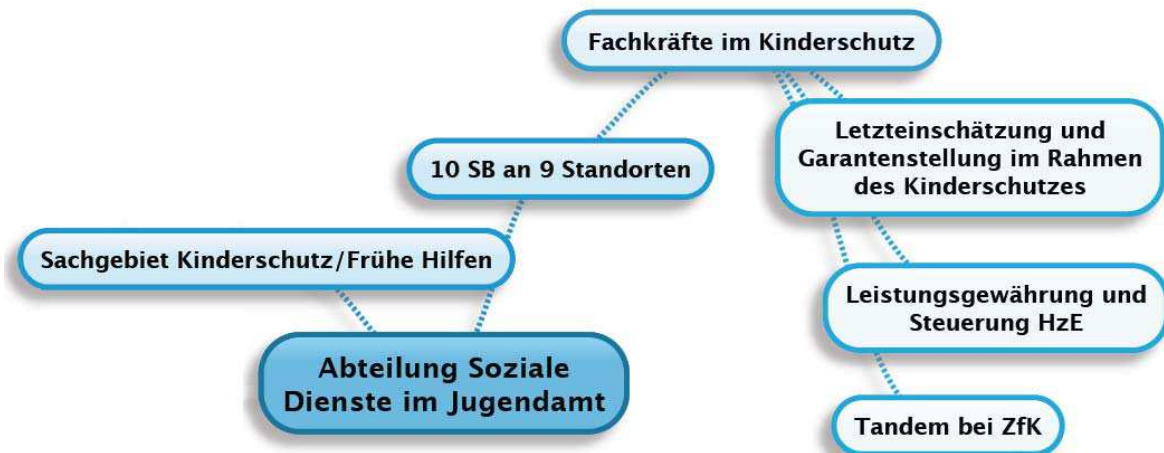 Fachkräfte im Kinderschutz
Letzteinschätzung und
Garantenstellung im Rahmen
des Kinderschutzes
10 SB an 9 Standorten
Sachgebiet Kinderschutz/Frühe Hilfen
Leistungsgewährung und
Steuerung HzE
Abteilung Soziale
Dienste im Jugendamt
Tandem bei ZfK